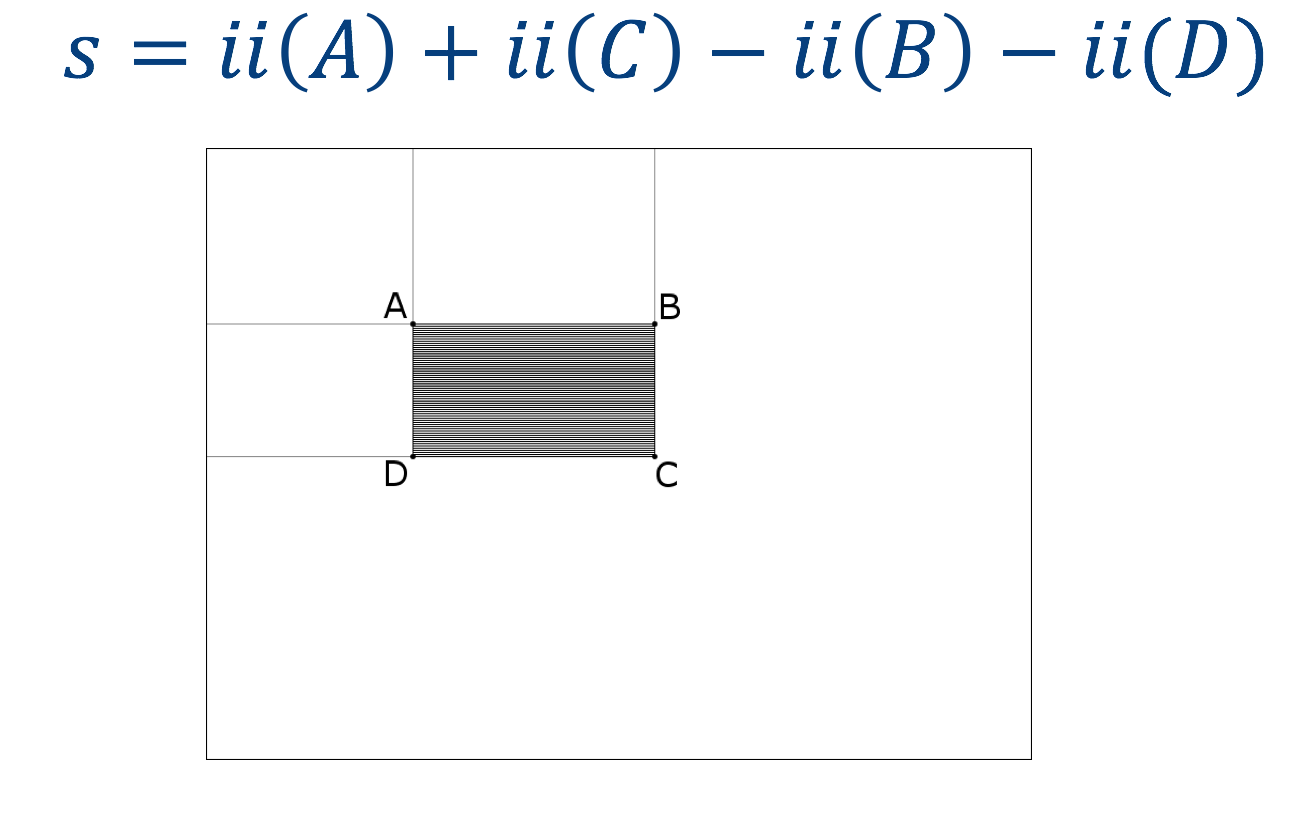 s = ii(A) + ii(C) − ii(B) − ii(D)
A B
D C